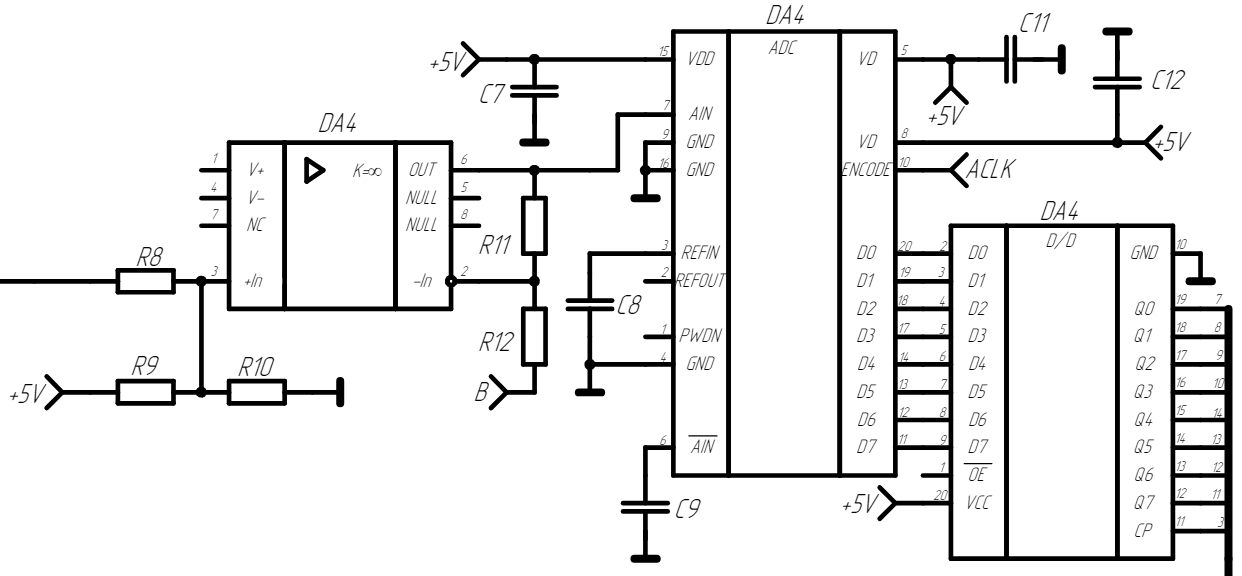 DA4
ADC
C11
+5V
15
VDD
VD
5
C7
C12
+5V
7
AIN
DA4
9
GND
VD
8
+5V
1
V+
K=∞
OUT
6
16
GND
ENCODE
10
ACLK
4
V-
NULL
5
7
NC
NULL
8
DA4
D/D
R11
R8
3
REFIN
D0
20
2
D0
GND
10
3
+In
-In
2
2
REFOUT
D1
19
3
D1
C8
D2
18
4
D2
Q0
19
7
R12
1
PWDN
D3
17
5
D3
Q1
18
8
R9
R10
4
GND
D4
14
6
D4
Q2
17
9
+5V
B
D5
13
7
D5
Q3
16
10
D6
12
8
D6
Q4
15
14
6
AIN
D7
11
9
D7
Q5
14
13
1
OE
Q6
13
12
C9
+5V
20
VCC
Q7
12
11
CP
11
3